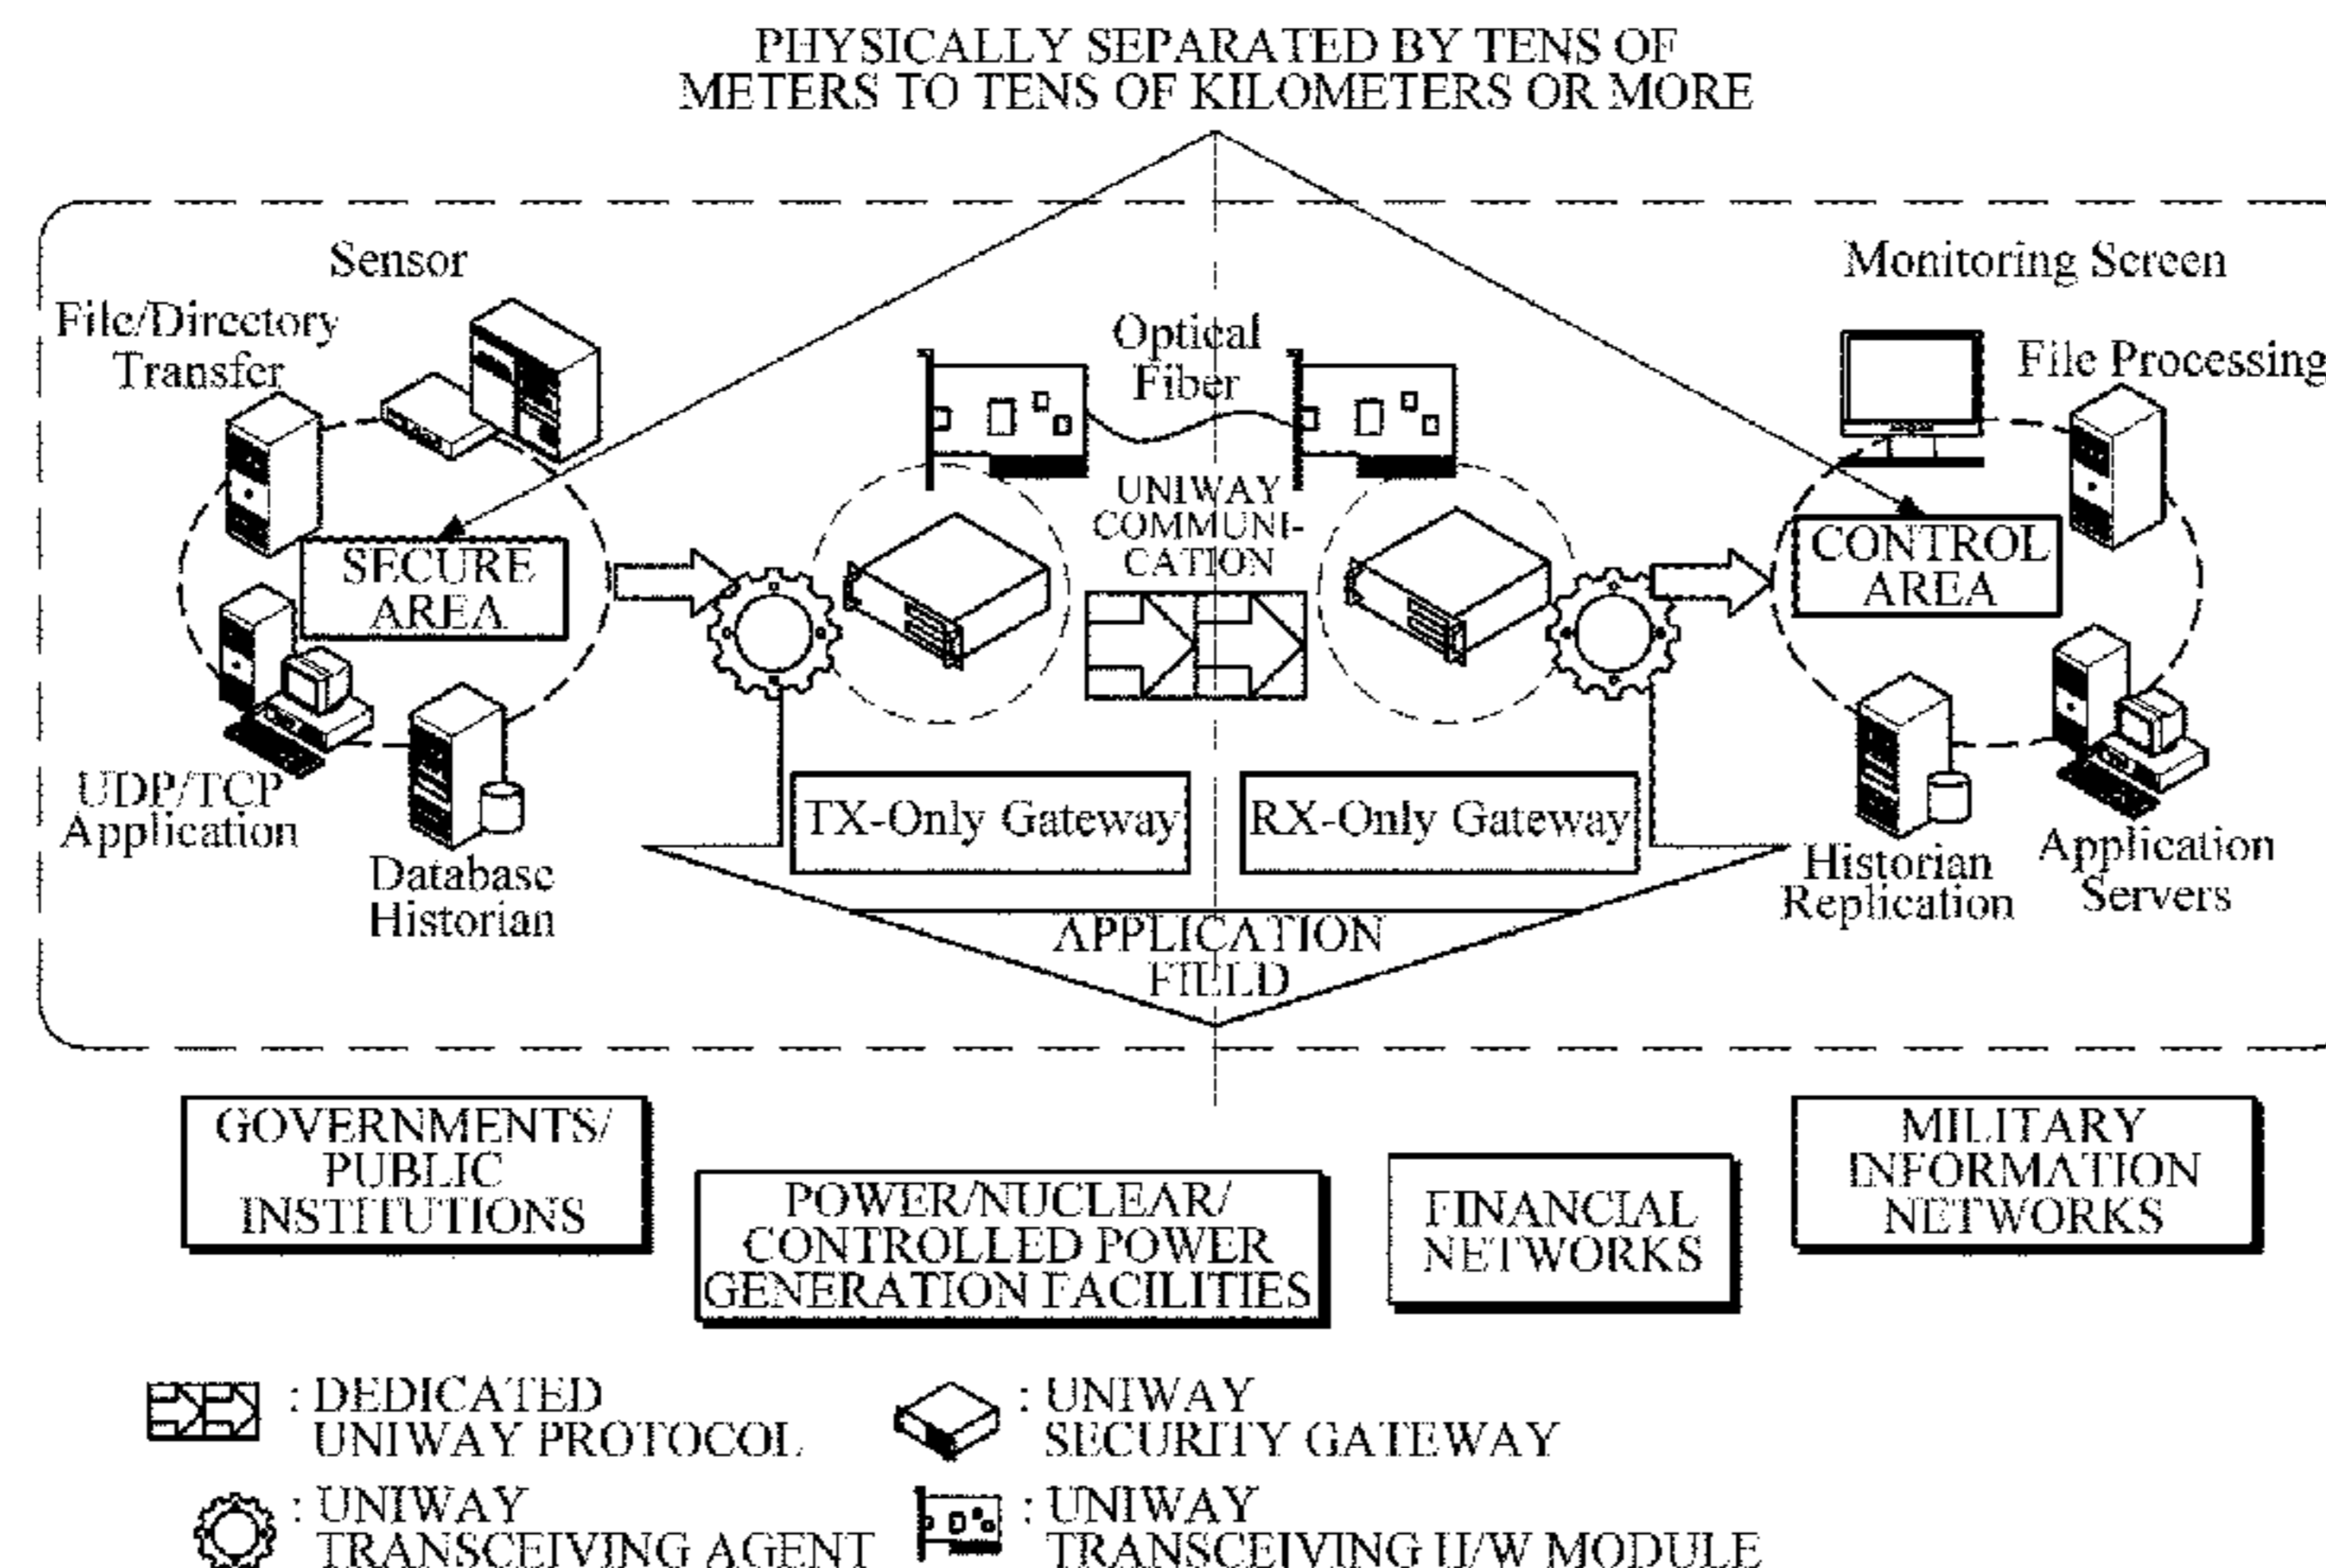 PHYSICALLY SEPARATED BY TENS OF
METERS TO TENS OF KILOMETERS OR MORE
Sensor
Monitoring Screen
File/Directory
Transfer
Optical
Fiber
File Processing
UNIWAY
COMMUNI-
CATION
SECURE
AREA
CONTROL
AREA
UDP/TCP
Application
TX-Only Gateway
RX-Only Gateway
Database
Historian
Historian
Replication
Application
Servers
APPLICATION
FIELD
GOVERNMENTS/
PUBLIC
INSTITUTIONS
POWER/NUCLEAR/
CONTROLLED POWER
GENERATION FACILITIES
FINANCIAL
NETWORKS
MILITARY
INFORMATION
NETWORKS
: DEDICATED
UNIWAY PROTOCOL
: UNIWAY
SECURITY GATEWAY
: UNIWAY
TRANSCEIVING AGENT
: UNIWAY
TRANSCEIVING H/W MODULE